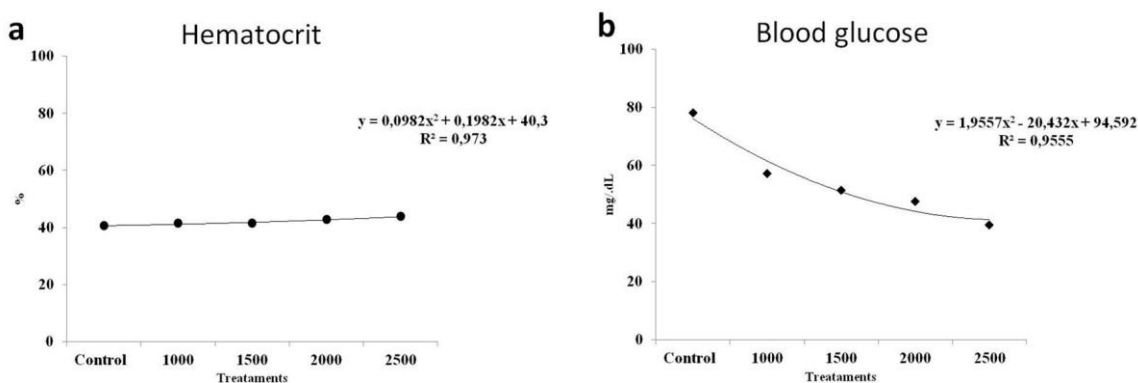 a
Hematocrit
100
80
60
40
20
0
%
y = 0,0982x² + 0,1982x + 40,3
R² = 0,973
Control 1000 1500 2000 2500
Treataments
b
Blood glucose
100
80
60
40
20
0
mg/.dL
y = 1,9557x² - 20,432x + 94,592
R² = 0,9555
Control 1000 1500 2000 2500
Treataments